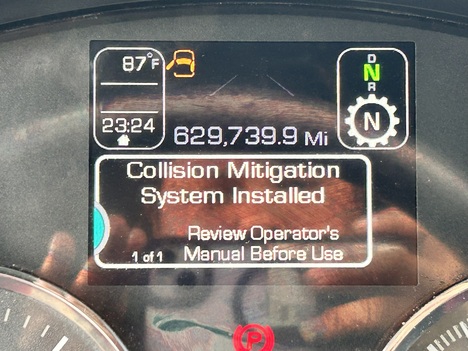 87°F
23:24
629,739.9 Mi
D
N
R
N
Collision Mitigation
System Installed
Review Operator's
1 of 1 Manual Before Use
P